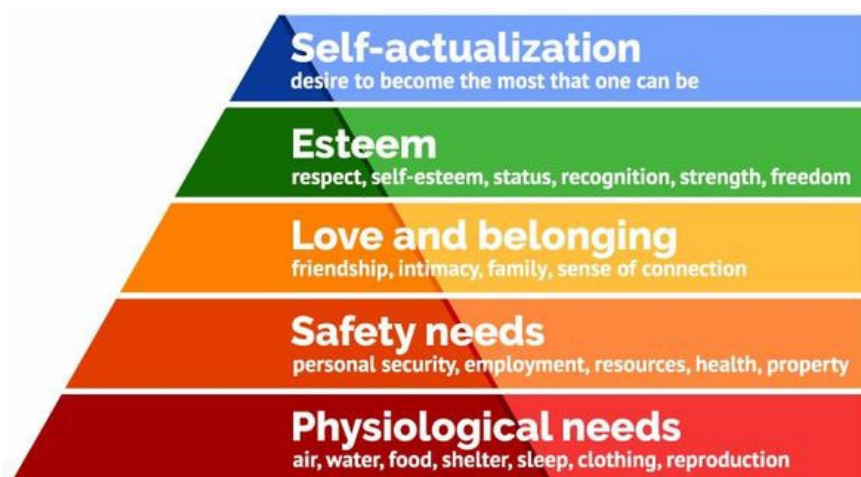 Self-actualization
desire to become the most that one can be
Esteem
respect, self-esteem, status, recognition, strength, freedom
Love and belonging
friendship, intimacy, family, sense of connection
Safety needs
personal security, employment, resources, health, property
Physiological needs
air, water, food, shelter, sleep, clothing, reproduction